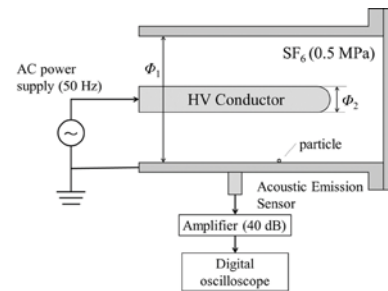 SF₆ (0.5 MPa)
AC power
supply (50 Hz)
Φ₁
HV Conductor
Φ₂
particle
Acoustic Emission
Sensor
Amplifier (40 dB)
Digital
oscilloscope